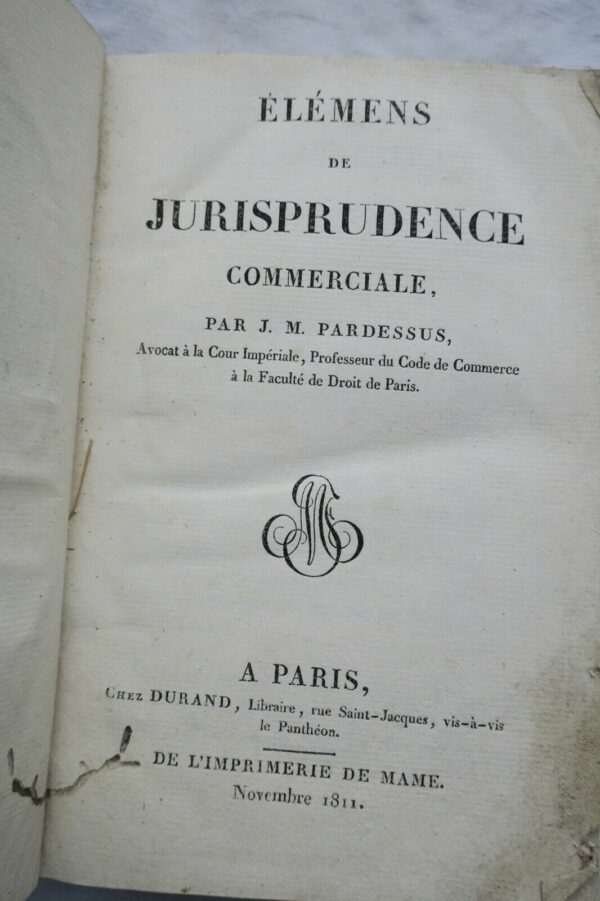 ÉLÉMENS
DE
JURISPRUDENCE
COMMERCIALE,
PAR J. M. PARDESSUS,
Avocat à la Cour Impériale, Professeur du Code de Commerce
à la Faculté de Droit de Paris.
A PARIS,
CHEZ DURAND, Libraire, rue Saint-Jacques, vis-à-vis
le Panthéon.
DE L'IMPRIMERIE DE MAME.
Novembre 1811.